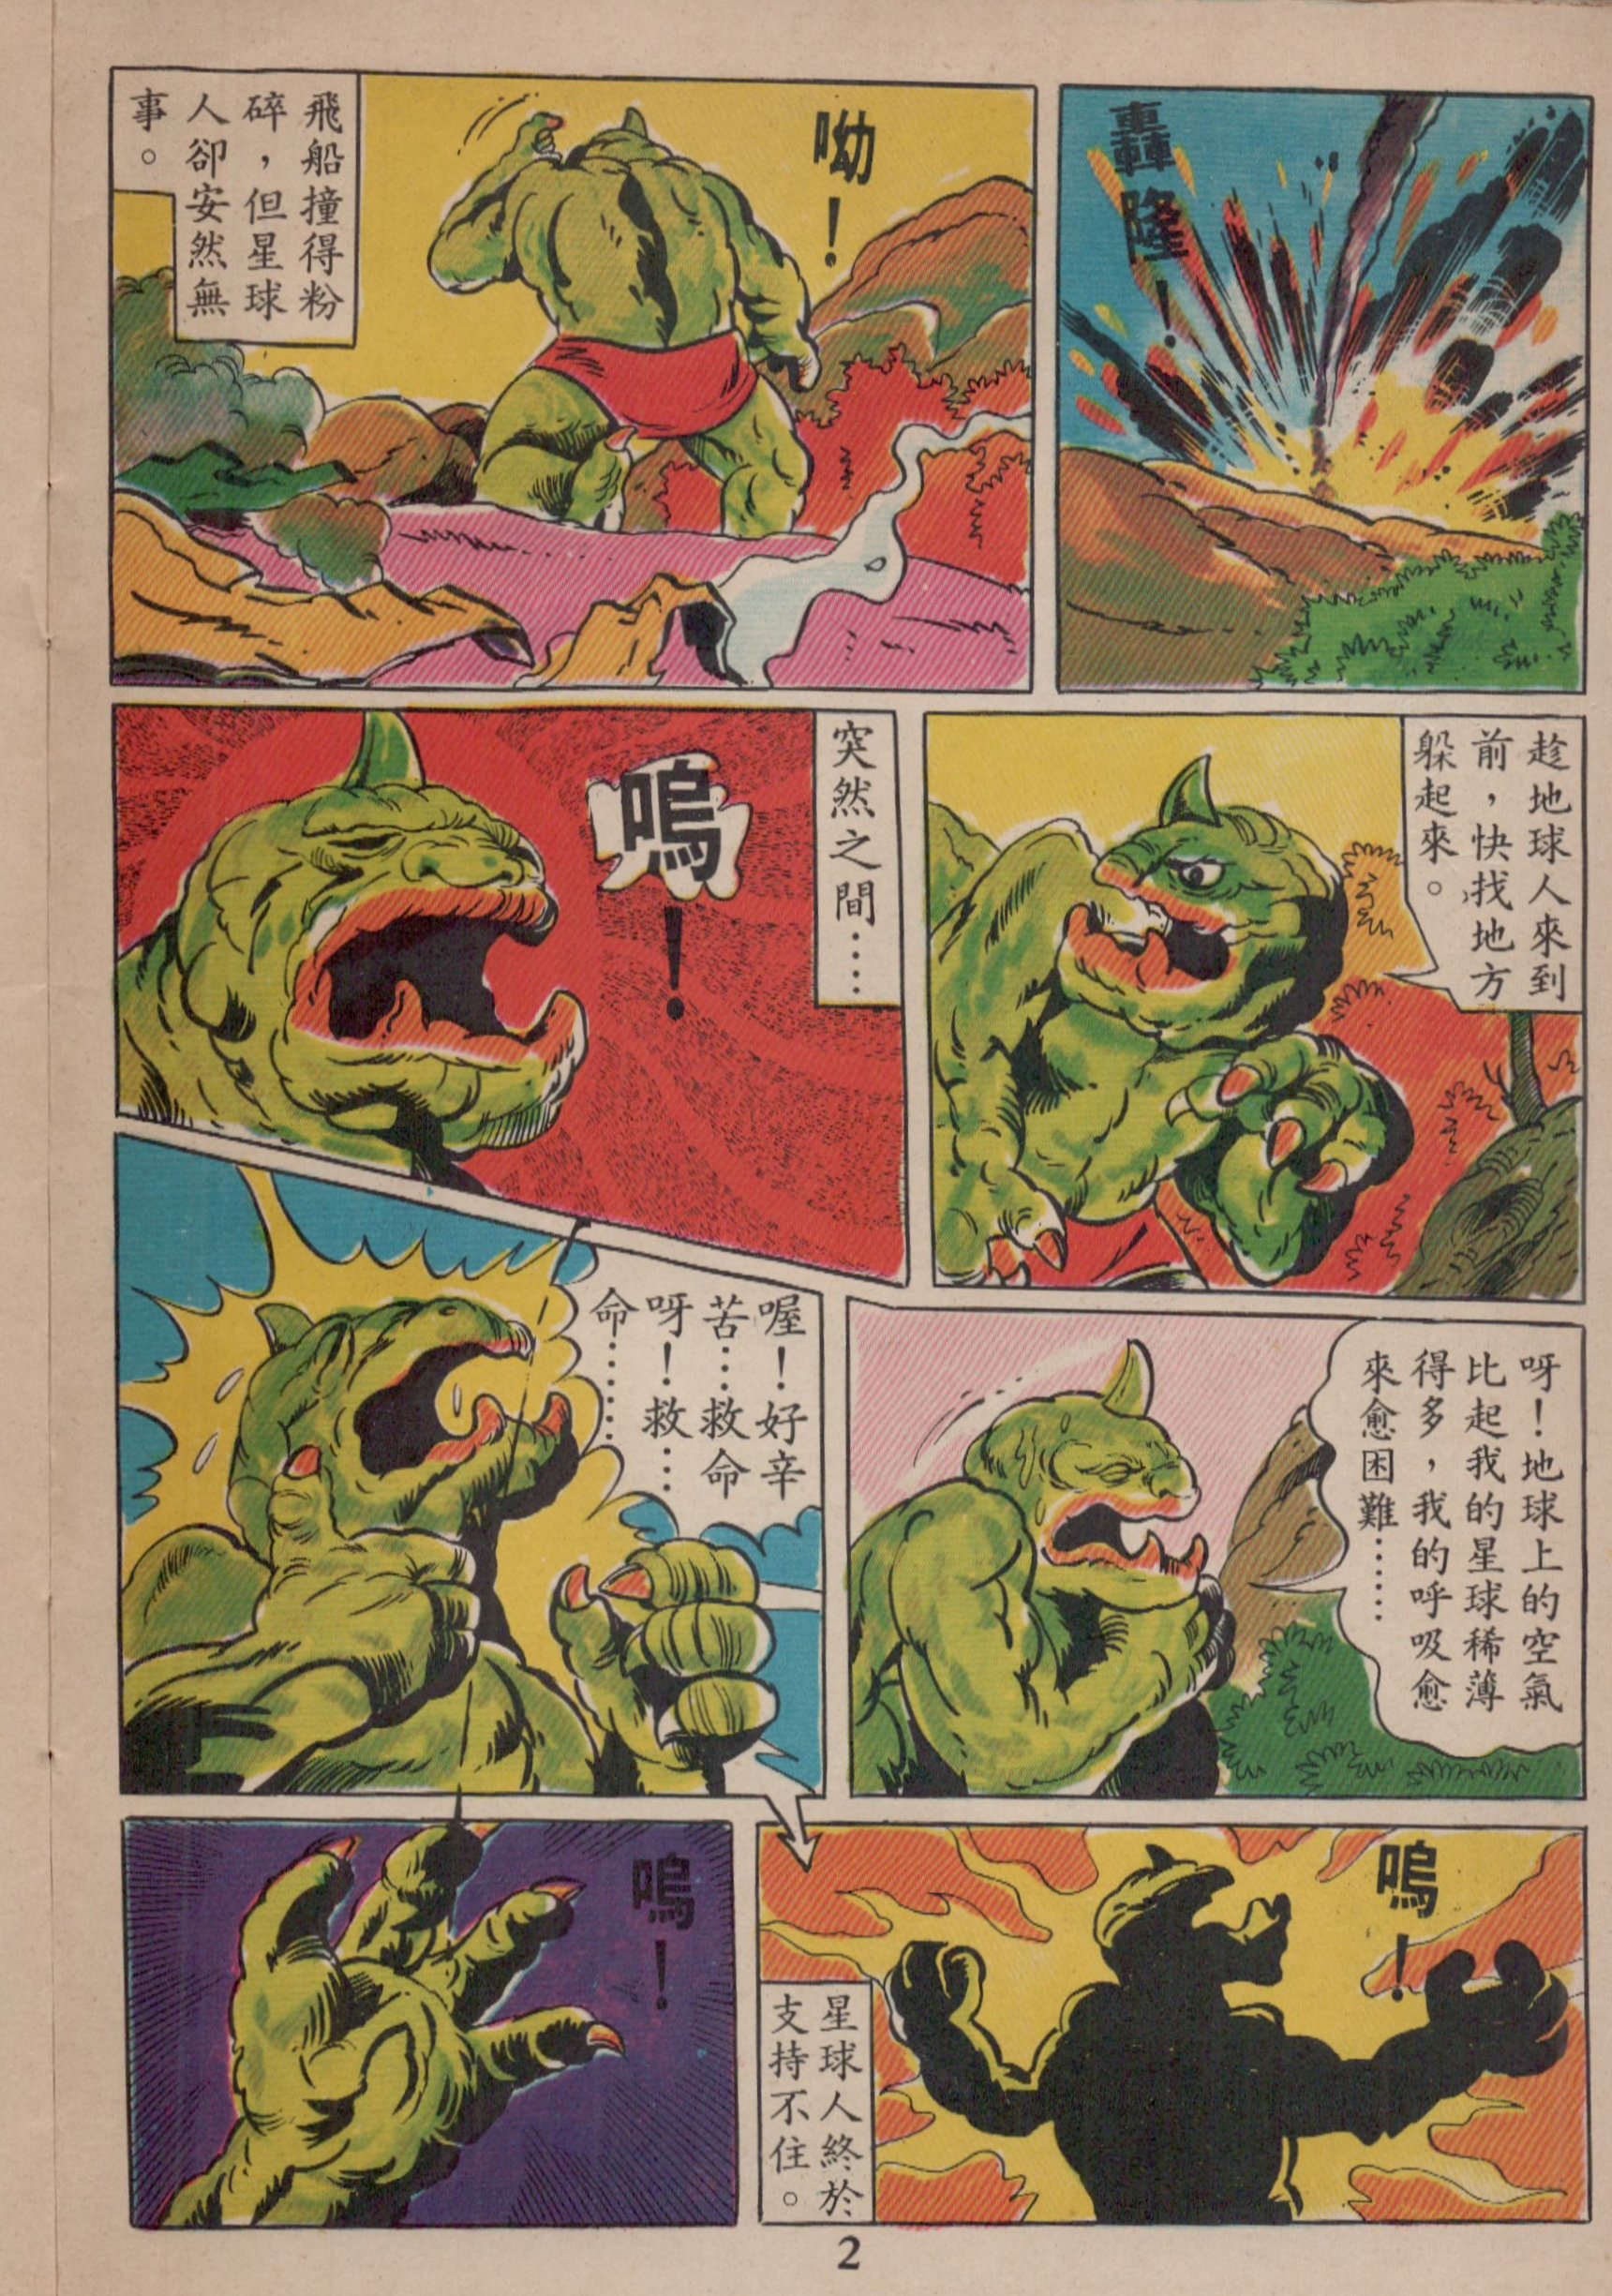 轟隆！
呦！
飛船撞得粉
碎，但星球
人卻安然無
事。
趁地球人來到
前，快找地方
躲起來。
突然之間……
嗚！
呀！地球上的空氣
比起我的星球稀薄
得多，我的呼吸愈
來愈困難……
喔！好辛
苦…救命
呀！救…
命……
嗚！
星球人終於
支持不住。
嗚！
2